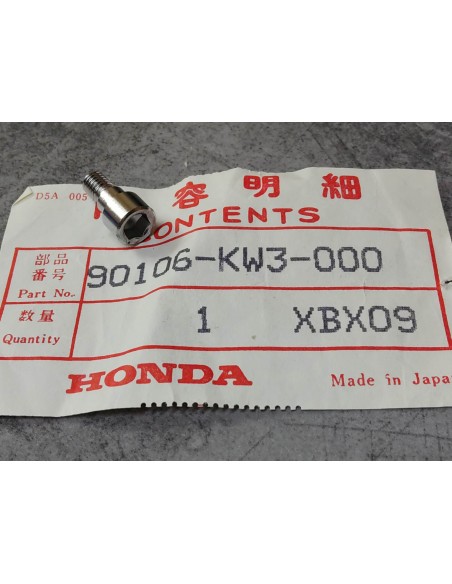 D5A 005
容明細
CONTENTS
部品
番号
Part No.
90106-KW3-000
数量
Quantity
1 XBX09
HONDA
Made in Japa